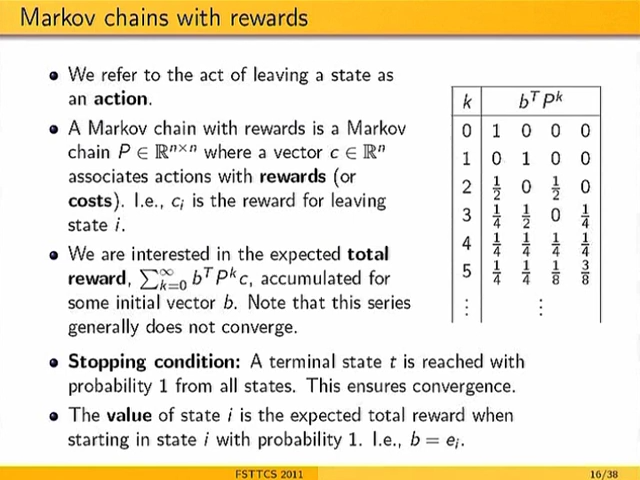 Markov chains with rewards
• We refer to the act of leaving a state as
an action.
• A Markov chain with rewards is a Markov
chain P ∈ ℝⁿˣⁿ where a vector c ∈ ℝⁿ
associates actions with rewards (or
costs). I.e., cᵢ is the reward for leaving
state i.
• We are interested in the expected total
reward, ∑_{k=0}^{∞} bᵀPᵏc, accumulated for
some initial vector b. Note that this series
generally does not converge.
k bᵀPᵏ
0 1 0 0 0
1 0 1 0 0
2 1/2 0 1/2 0
3 1/4 1/2 0 1/4
4 1/4 1/4 1/4 1/4
5 1/4 1/4 1/8 3/8
⋮ ⋮
• Stopping condition: A terminal state t is reached with
probability 1 from all states. This ensures convergence.
• The value of state i is the expected total reward when
starting in state i with probability 1. I.e., b = eᵢ.
FSTTCS 2011 16/38